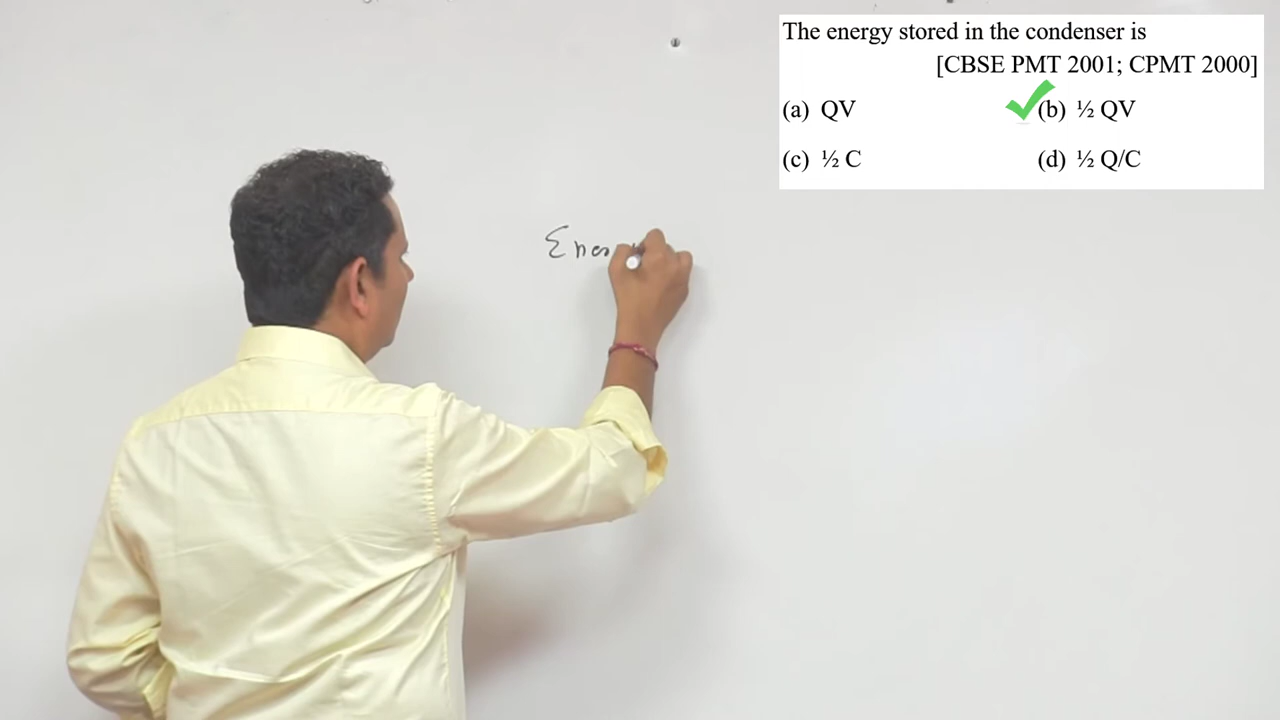 The energy stored in the condenser is
[CBSE PMT 2001; CPMT 2000]
(a) QV (b) ½ QV
(c) ½ C (d) ½ Q/C